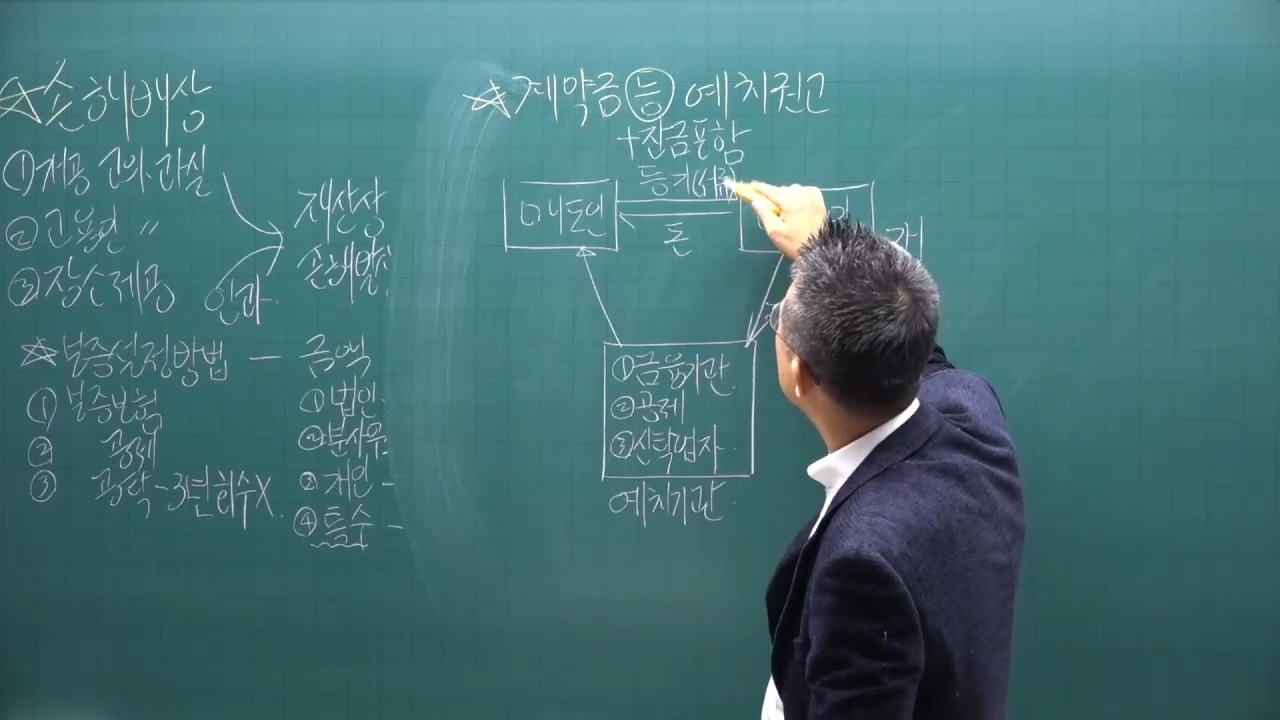 ☆손해배상
①개공 고의·과실
②고용인 〃
③장소제공
인과
재산상
손해발생
☆보증설정방법 — 금액
①보증보험
② 공제
③ 공탁 - 3년회수X
①법인
②분사무
③개인 -
④특수 -
☆계약금(등) 예치권고
+잔금포함
등기(서류)
매도인
돈
①금융기관
②공제
③신탁업자
예치기관